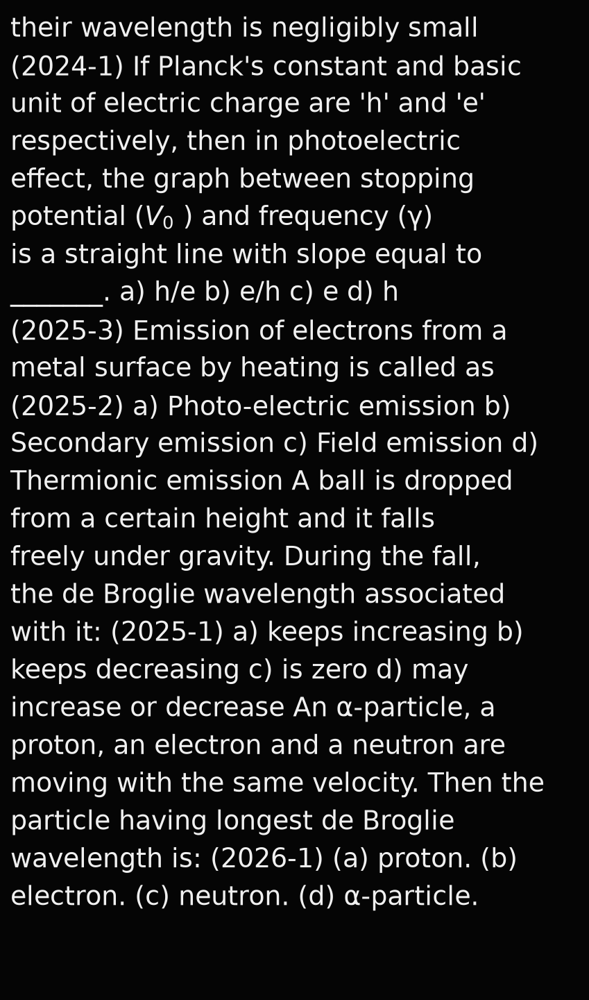 their wavelength is negligibly small
(2024-1) If Planck's constant and basic
unit of electric charge are 'h' and 'e'
respectively, then in photoelectric
effect, the graph between stopping
potential (V₀ ) and frequency (γ)
is a straight line with slope equal to
_______. a) h/e b) e/h c) e d) h
(2025-3) Emission of electrons from a
metal surface by heating is called as
(2025-2) a) Photo-electric emission b)
Secondary emission c) Field emission d)
Thermionic emission A ball is dropped
from a certain height and it falls
freely under gravity. During the fall,
the de Broglie wavelength associated
with it: (2025-1) a) keeps increasing b)
keeps decreasing c) is zero d) may
increase or decrease An α-particle, a
proton, an electron and a neutron are
moving with the same velocity. Then the
particle having longest de Broglie
wavelength is: (2026-1) (a) proton. (b)
electron. (c) neutron. (d) α-particle.